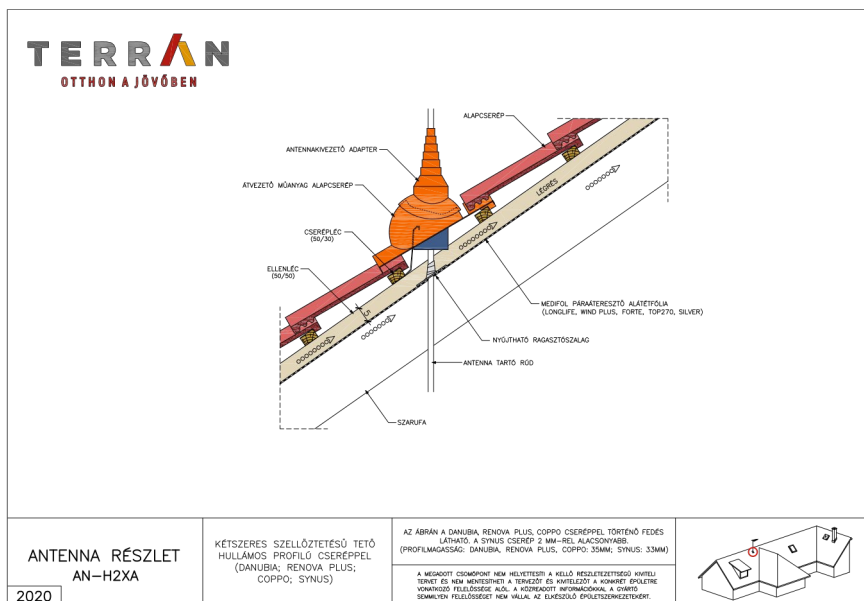 TERRÁN
OTTHON A JÖVŐBEN
ALAPCSERÉP
ANTENNAKIVEZETŐ ADAPTER
ÁTVEZETŐ MŰANYAG ALAPCSERÉP
LÉGRÉS
CSERÉPLÉC
(50/30)
ELLENLÉC
(50/50)
5
MEDIFOL PÁRAÁTERESZTŐ ALÁTÉTFÓLIA
(LONGLIFE, WIND PLUS, FORTE, TOP270, SILVER)
NYÚJTHATÓ RAGASZTÓSZALAG
ANTENNA TARTÓ RÚD
SZARUFA
ANTENNA RÉSZLET
AN-H2XA
2020
KÉTSZERES SZELLŐZTETÉSŰ TETŐ
HULLÁMOS PROFILÚ CSERÉPPEL
(DANUBIA; RENOVA PLUS;
COPPO; SYNUS)
AZ ÁBRÁN A DANUBIA, RENOVA PLUS, COPPO CSERÉPPEL TÖRTÉNŐ FEDÉS
LÁTHATÓ. A SYNUS CSERÉP 2 MM-REL ALACSONYABB.
(PROFILMAGASSÁG: DANUBIA, RENOVA PLUS, COPPO: 35MM; SYNUS: 33MM)
A MEGADOTT CSOMÓPONT NEM HELYETTESÍTI A KELLŐ RÉSZLETEZETTSÉGŰ KIVITELI
TERVET ÉS NEM MENTESÍTHETI A TERVEZŐT ÉS KIVITELEZŐT A KONKRÉT ÉPÜLETRE
VONATKOZÓ FELELŐSSÉGE ALÓL. A KÖZREADOTT INFORMÁCIÓKKAL A GYÁRTÓ
SEMMILYEN FELELŐSSÉGET NEM VÁLLAL AZ ELKÉSZÜLŐ ÉPÜLETSZERKEZETEKÉRT.